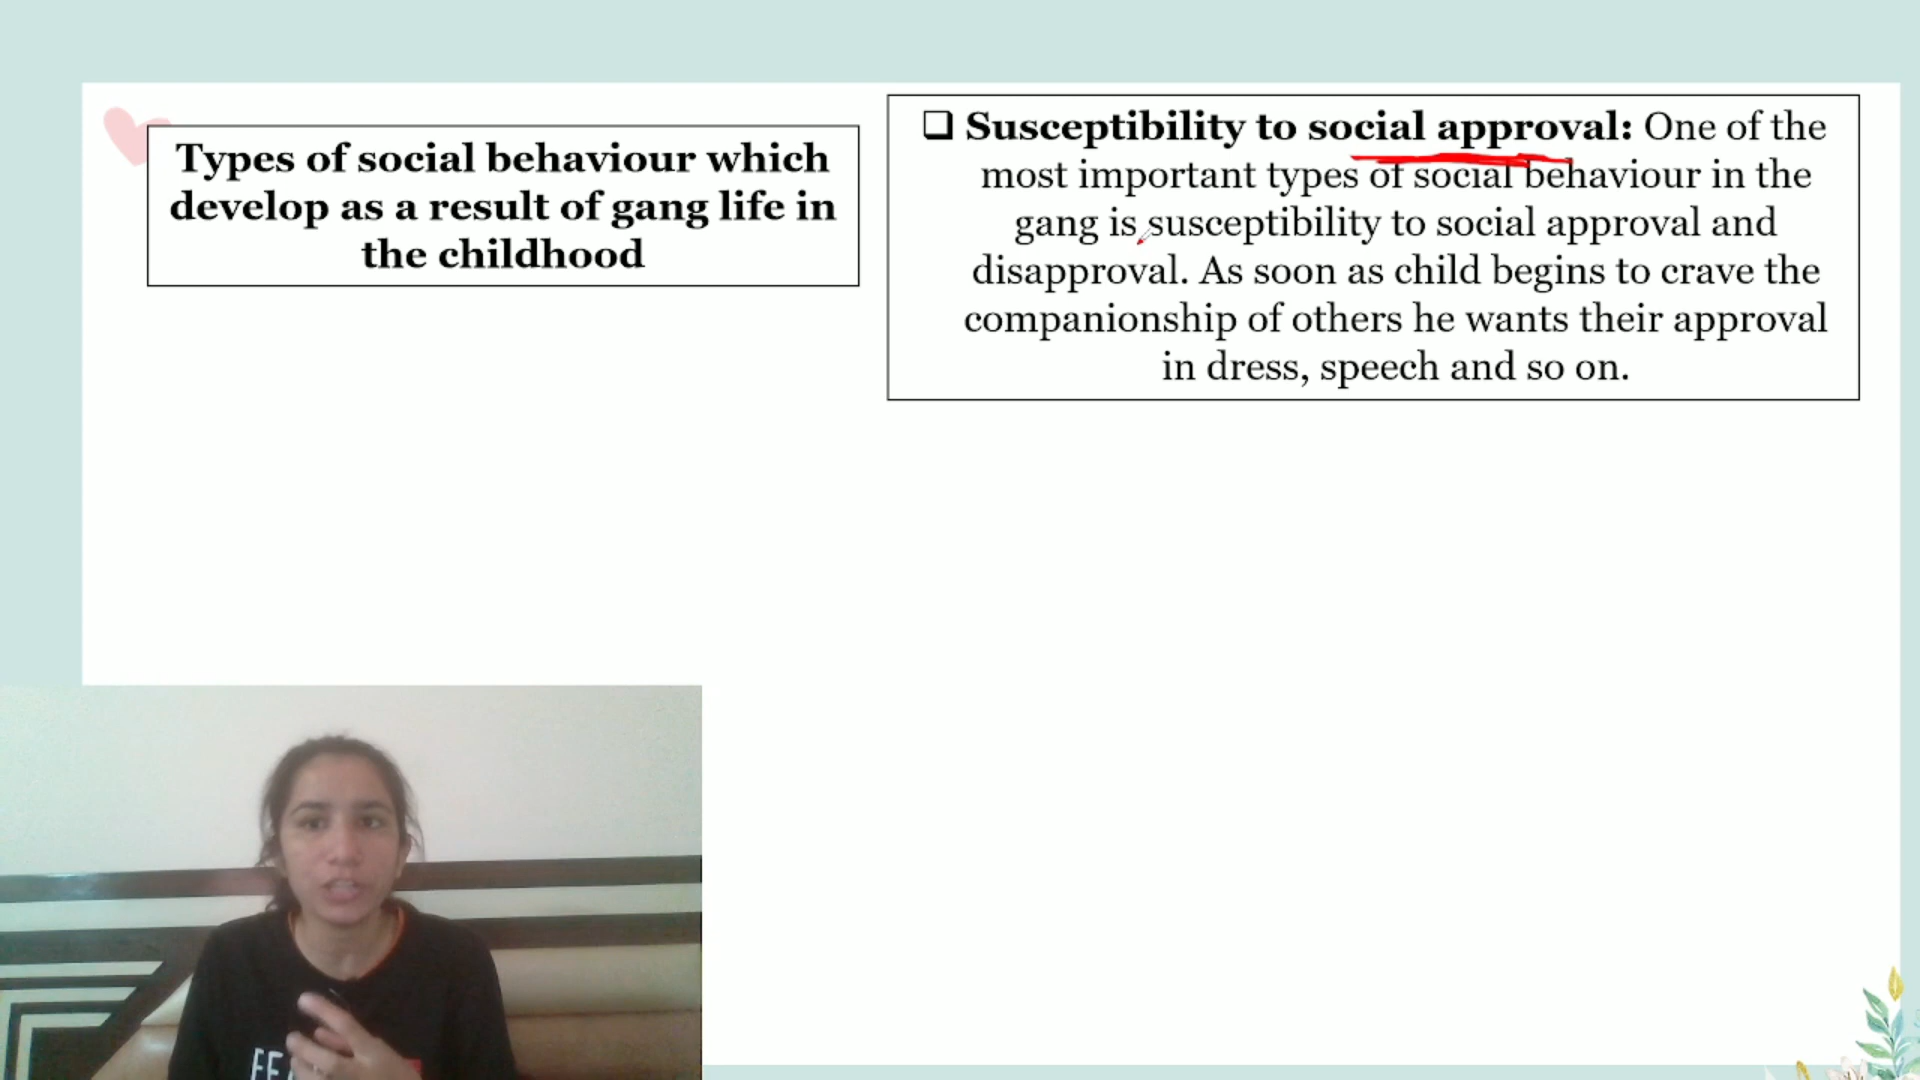 Types of social behaviour which
develop as a result of gang life in
the childhood
❑ Susceptibility to social approval: One of the
most important types of social behaviour in the
gang is susceptibility to social approval and
disapproval. As soon as child begins to crave the
companionship of others he wants their approval
in dress, speech and so on.